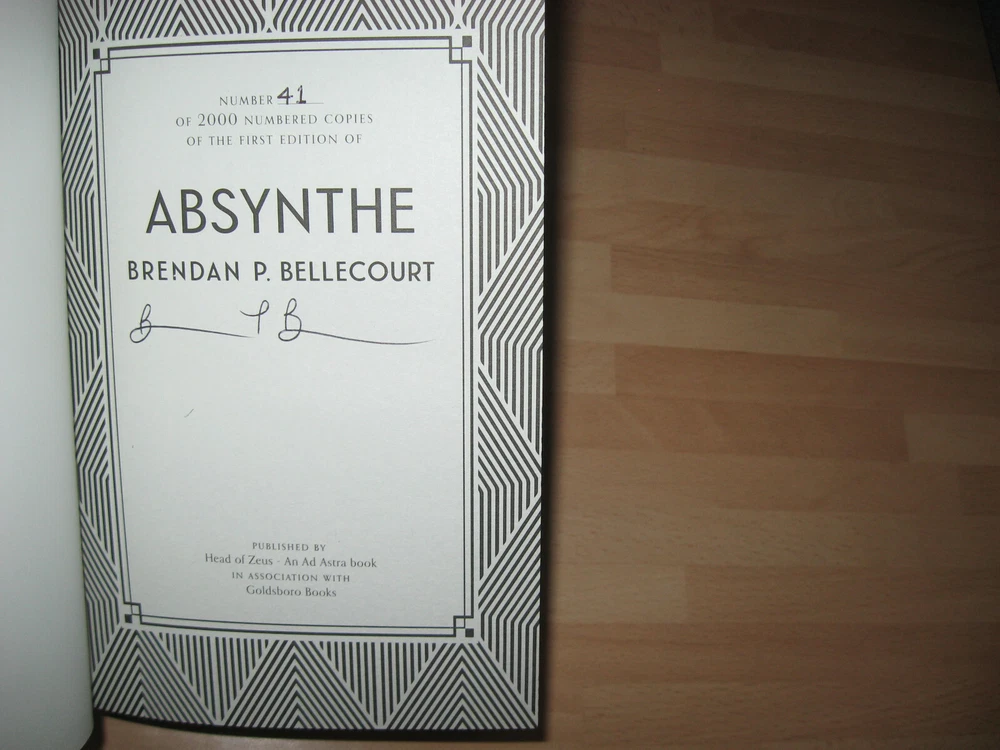 NUMBER 41
OF 2000 NUMBERED COPIES
OF THE FIRST EDITION OF
ABSYNTHE
BRENDAN P. BELLECOURT
B P B
PUBLISHED BY
Head of Zeus · An Ad Astra book
IN ASSOCIATION WITH
Goldsboro Books